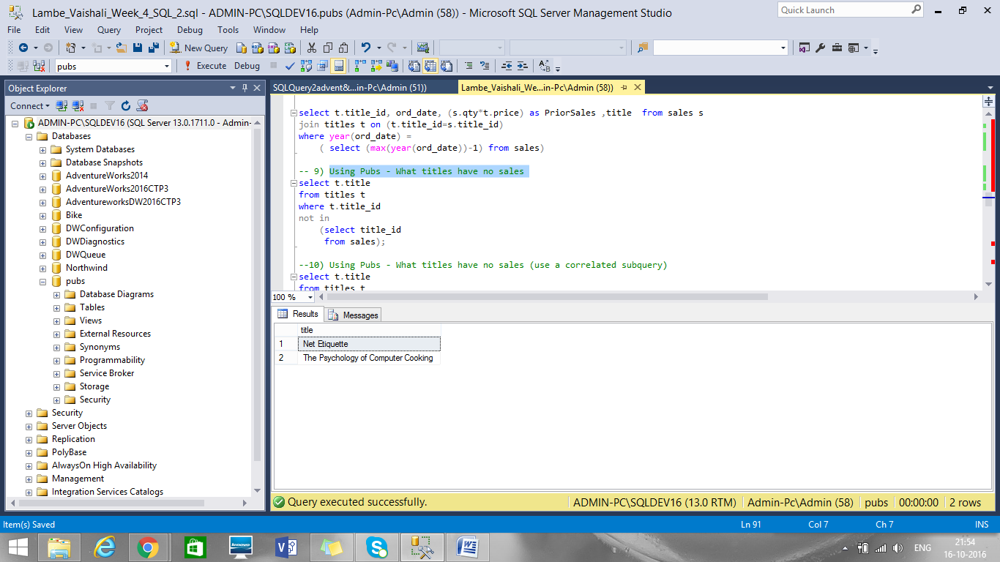 Lambe_Vaishali_Week_4_SQL_2.sql - ADMIN-PC\SQLDEV16.pubs (Admin-Pc\Admin (58)) - Microsoft SQL Server Management Studio
Quick Launch
File Edit View Query Project Debug Tools Window Help
New Query
pubs
Execute Debug
Object Explorer
Connect
ADMIN-PC\SQLDEV16 (SQL Server 13.0.1711.0 - Admin-
Databases
System Databases
Database Snapshots
AdventureWorks2014
AdventureWorks2016CTP3
AdventureworksDW2016CTP3
Bike
DWConfiguration
DWDiagnostics
DWQueue
Northwind
pubs
Database Diagrams
Tables
Views
External Resources
Synonyms
Programmability
Service Broker
Storage
Security
Security
Server Objects
Replication
PolyBase
AlwaysOn High Availability
Management
Integration Services Catalogs
SQLQuery2advent&...in-Pc\Admin (51))
Lambe_Vaishali_We...in-Pc\Admin (58))
select t.title_id, ord_date, (s.qty*t.price) as PriorSales ,title  from sales s
join titles t on (t.title_id=s.title_id)
where year(ord_date) =
( select (max(year(ord_date))-1) from sales)
-- 9) Using Pubs - What titles have no sales
select t.title
from titles t
where t.title_id
not in
(select title_id
from sales);
--10) Using Pubs - What titles have no sales (use a correlated subquery)
select t.title
from titles t
100 %
Results Messages
title
1 Net Etiquette
2 The Psychology of Computer Cooking
Query executed successfully.
ADMIN-PC\SQLDEV16 (13.0 RTM) Admin-Pc\Admin (58) pubs 00:00:00 2 rows
Item(s) Saved
Ln 91 Col 7 Ch 7 INS
lenovo
ENG
21:54
16-10-2016